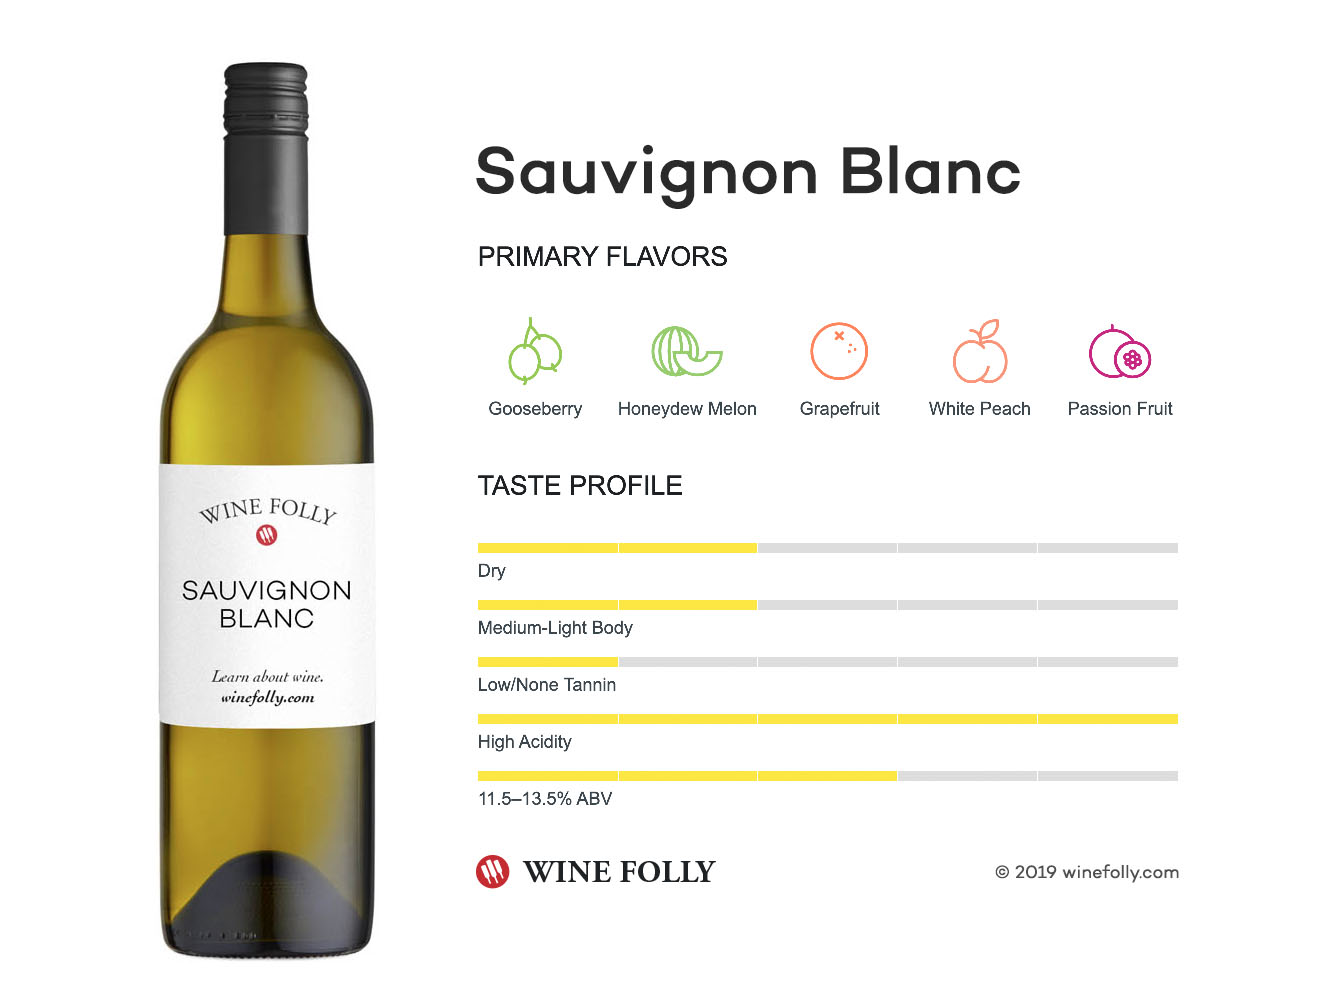 WINE FOLLY
SAUVIGNON
BLANC
Learn about wine.
winefolly.com
Sauvignon Blanc
PRIMARY FLAVORS
Gooseberry Honeydew Melon Grapefruit White Peach Passion Fruit
TASTE PROFILE
Dry
Medium-Light Body
Low/None Tannin
High Acidity
11.5–13.5% ABV
WINE FOLLY © 2019 winefolly.com